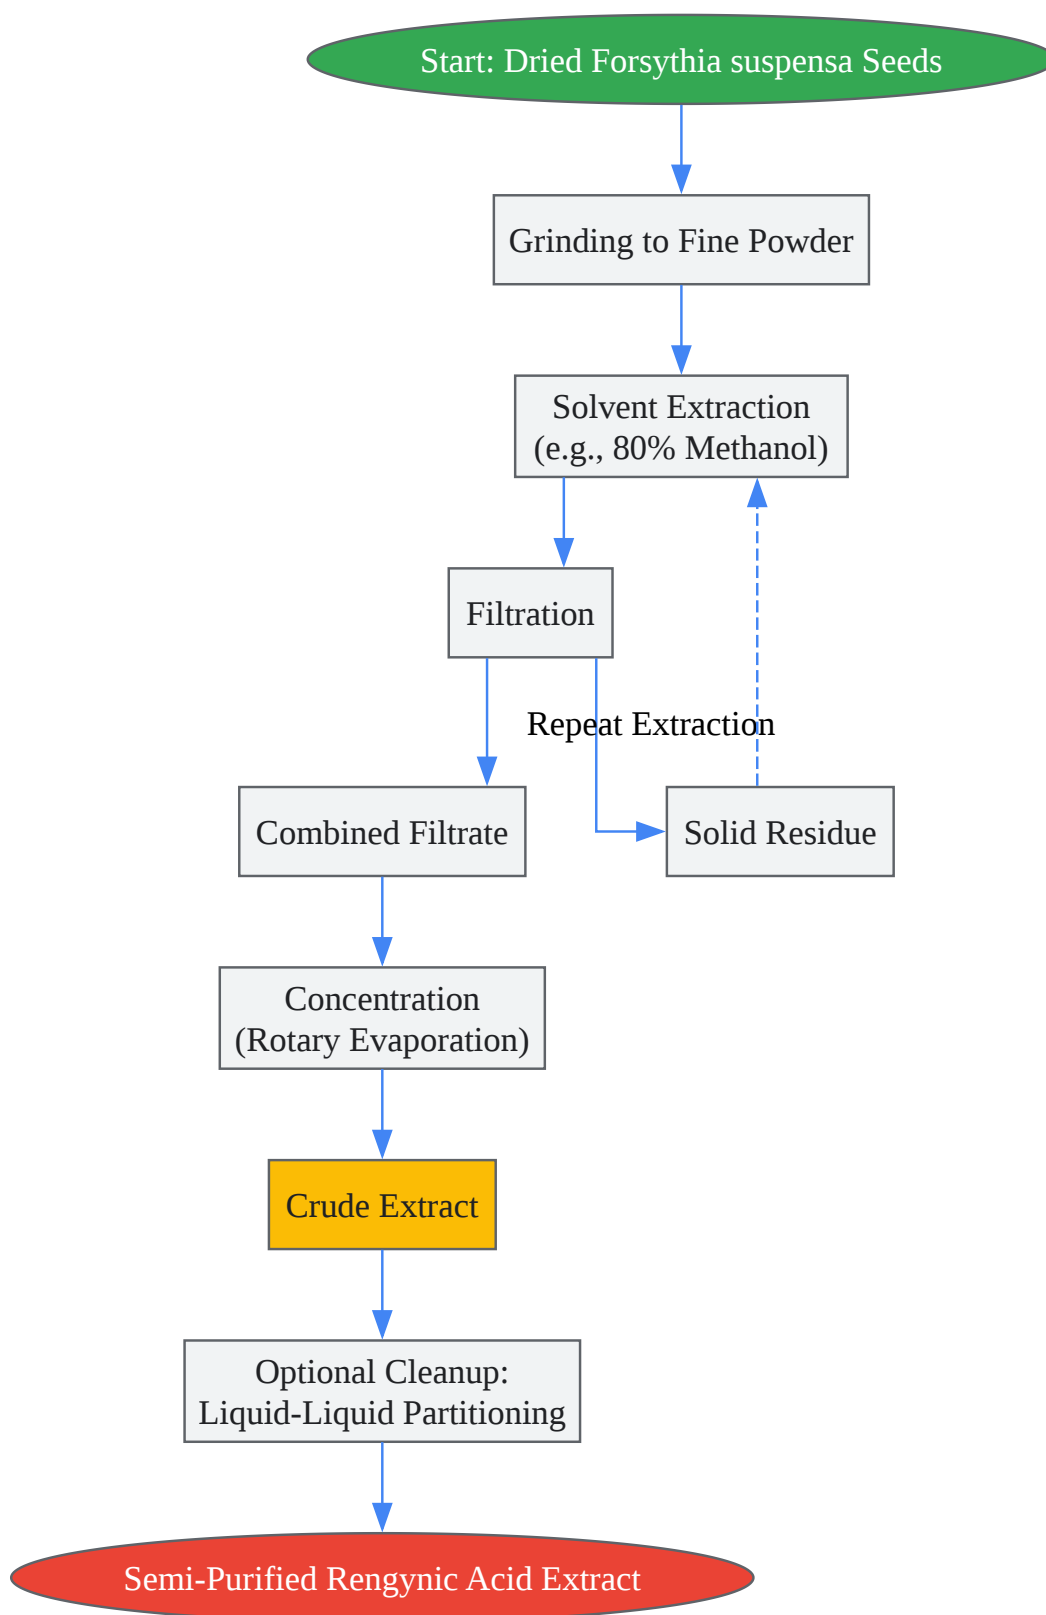 Start: Dried Forsythia suspensa Seeds
Grinding to Fine Powder
Solvent Extraction
(e.g., 80% Methanol)
Filtration
Repeat Extraction
Combined Filtrate
Solid Residue
Concentration
(Rotary Evaporation)
Crude Extract
Optional Cleanup:
Liquid-Liquid Partitioning
Semi-Purified Rengynic Acid Extract